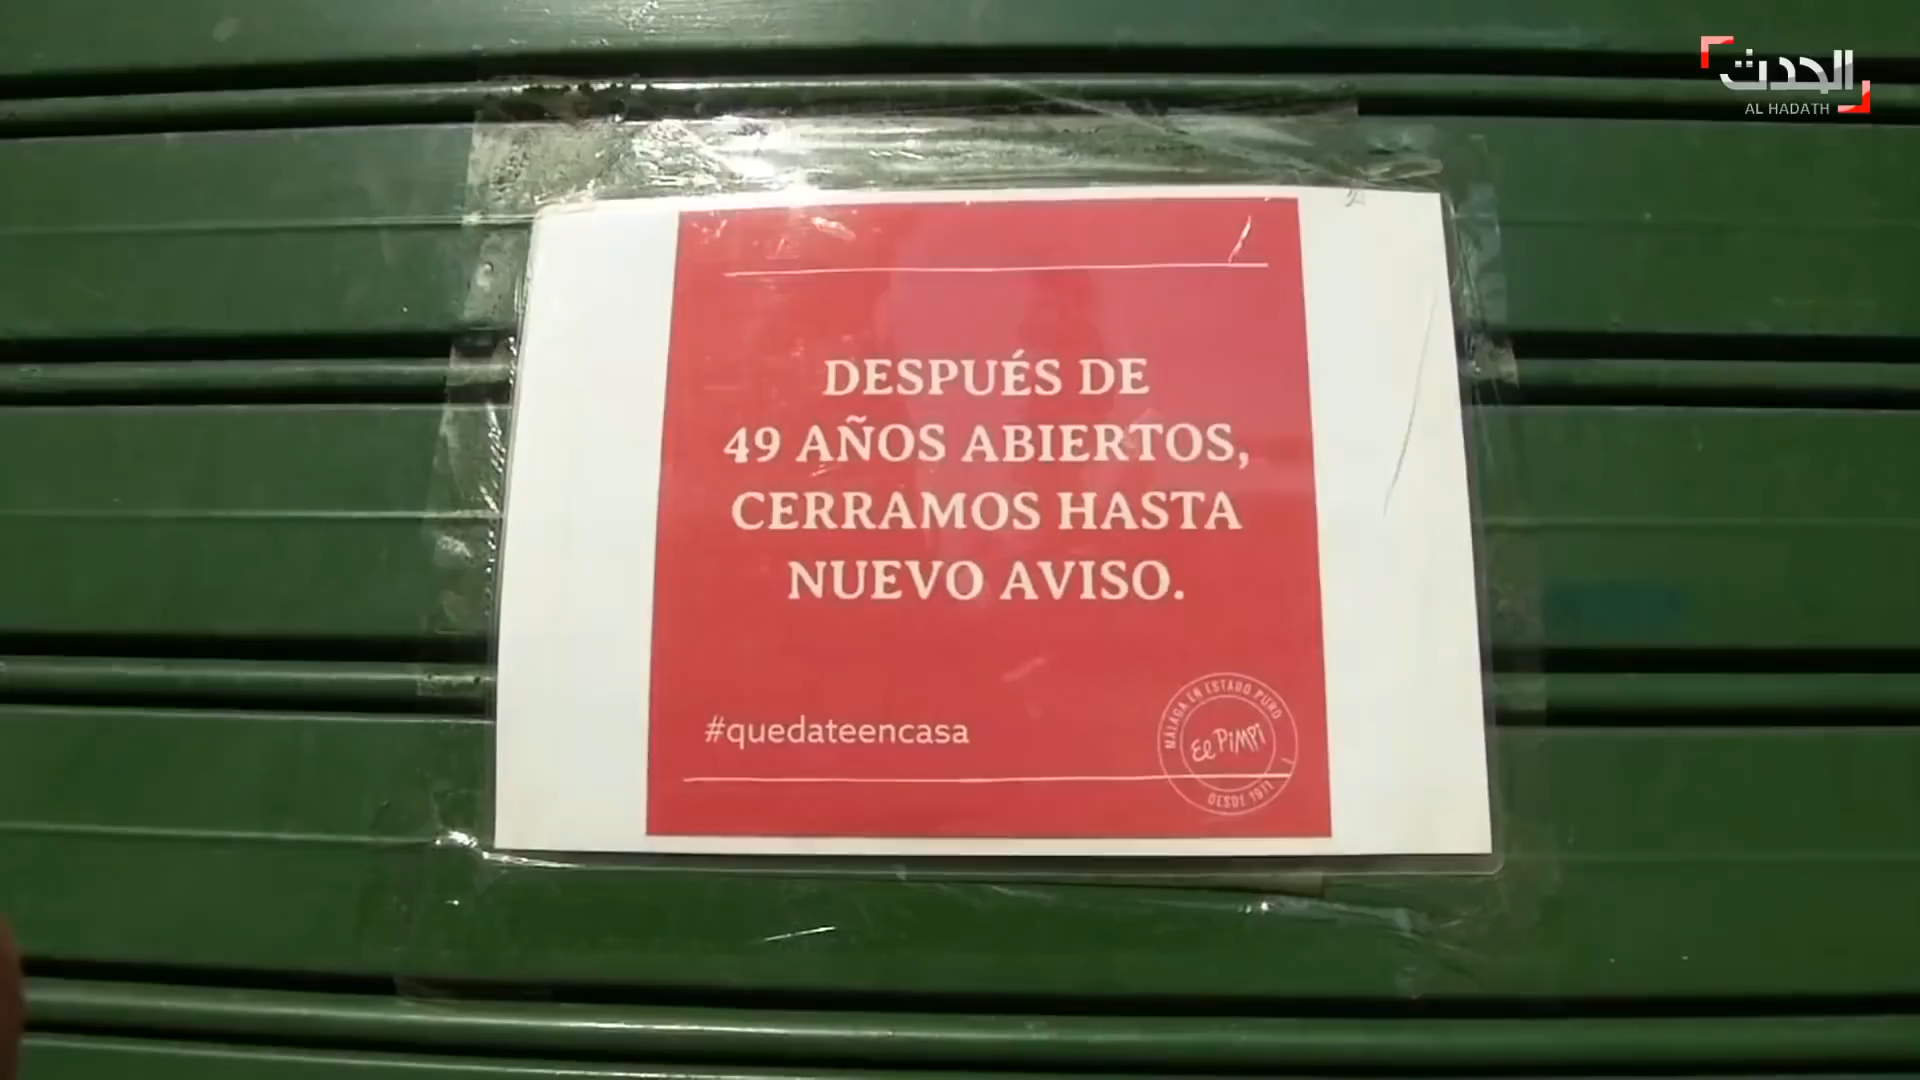 الحدث
AL HADATH
DESPUÉS DE
49 AÑOS ABIERTOS,
CERRAMOS HASTA
NUEVO AVISO.
#quedateencasa
MÁLAGA EN ESTADO PURO
El PiMPi
DESDE 1971